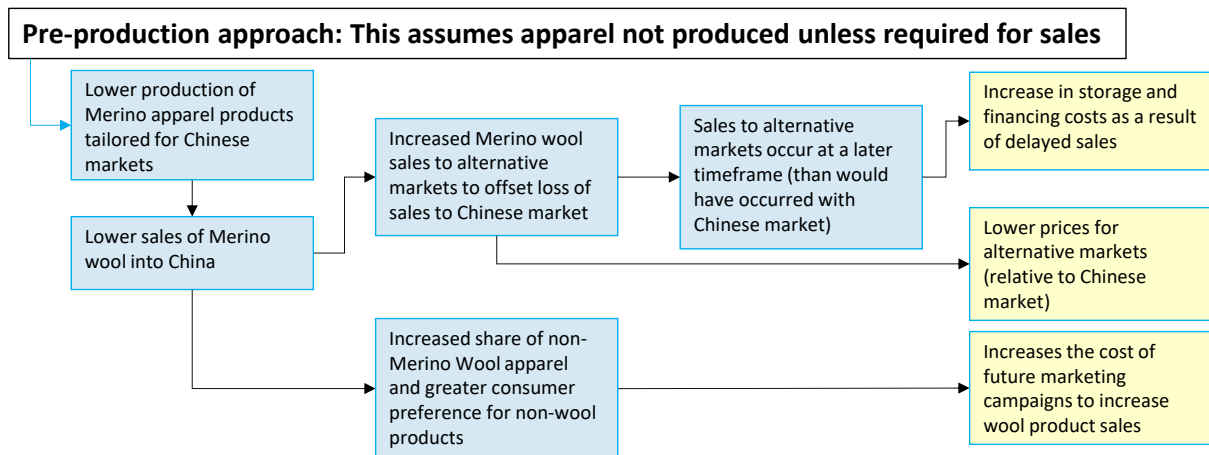 Pre-production approach: This assumes apparel not produced unless required for sales
Lower production of
Merino apparel products
tailored for Chinese
markets
Lower sales of Merino
wool into China
Increased Merino wool
sales to alternative
markets to offset loss of
sales to Chinese market
Sales to alternative
markets occur at a later
timeframe (than would
have occurred with
Chinese market)
Increase in storage and
financing costs as a result
of delayed sales
Lower prices for
alternative markets
(relative to Chinese
market)
Increased share of non-
Merino Wool apparel
and greater consumer
preference for non-wool
products
Increases the cost of
future marketing
campaigns to increase
wool product sales